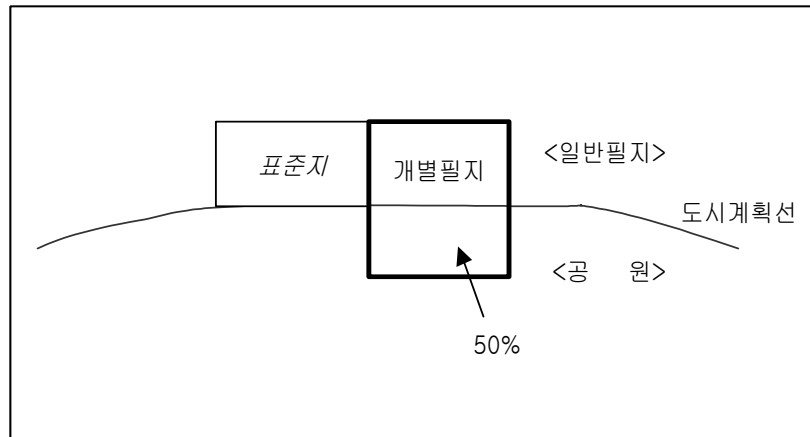 표준지
개별필지
<일반필지>
도시계획선
<공 원>
50%